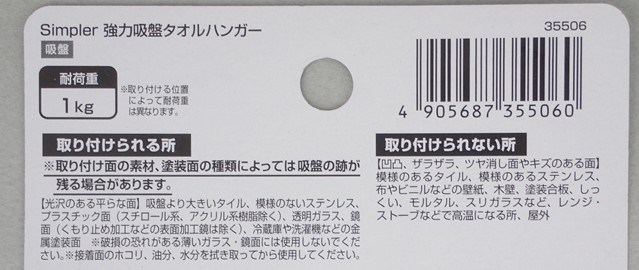 Simpler 強力吸盤タオルハンガー
35506
吸盤
耐荷重
1kg
※取り付ける位置
によって耐荷重
は異なります。
4 905687 355060
取り付けられる所
※取り付け面の素材、塗装面の種類によっては吸盤の跡が
残る場合があります。
【光沢のある平らな面】吸盤より大きいタイル、模様のないステンレス、
プラスチック面（スチロール系、アクリル系樹脂除く）、透明ガラス、鏡
面（くもり止め加工などの表面加工鏡は除く）、冷蔵庫や洗濯機などの金
属塗装面 ※破損の恐れがある薄いガラス・鏡面には使用しないでくだ
さい。※接着面のホコリ、油分、水分を拭き取ってから使用してください。
取り付けられない所
【凹凸、ザラザラ、ツヤ消し面やキズのある面】
模様のあるタイル、模様のあるステンレス、
布やビニルなどの壁紙、木壁、塗装合板、しっ
くい、モルタル、スリガラスなど、レンジ・
ストーブなどで高温になる所、屋外